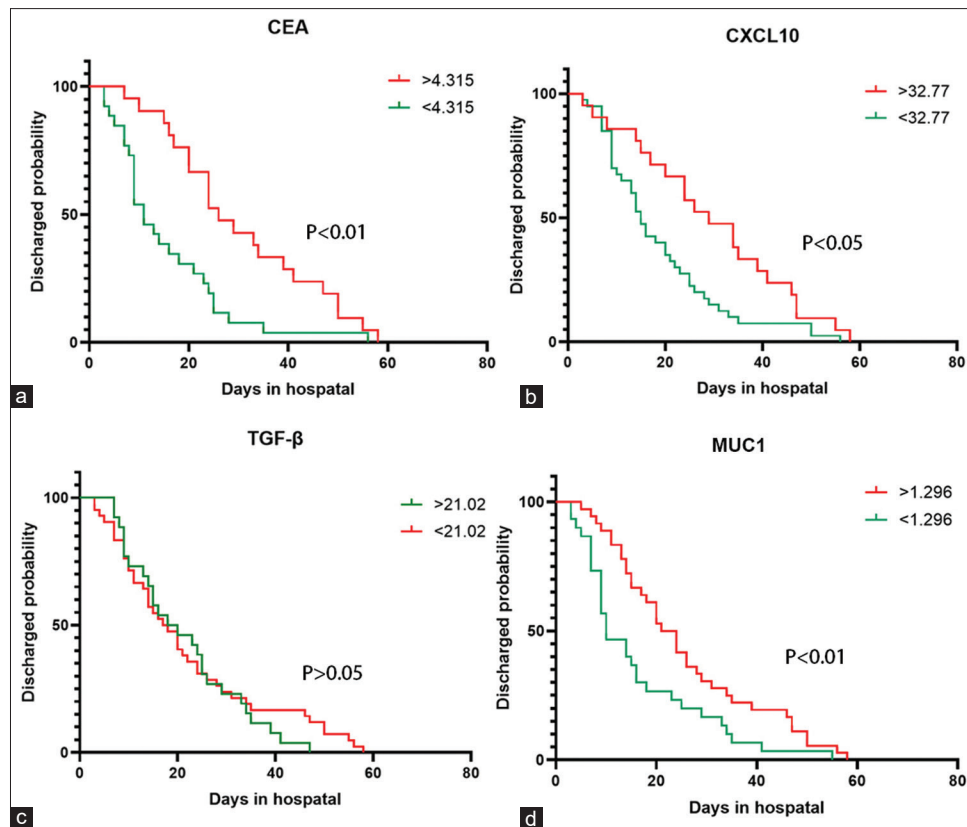 CEA
>4.315
<4.315
100
50
0
Discharged probability
P<0.01
0 20 40 60 80
Days in hospatal
a
CXCL10
>32.77
<32.77
100
50
0
Discharged probability
P<0.05
0 20 40 60 80
Days in hospatal
b
TGF-β
>21.02
<21.02
100
50
0
Discharged probability
P>0.05
0 20 40 60 80
Days in hospatal
c
MUC1
>1.296
<1.296
100
50
0
Discharged probability
P<0.01
0 20 40 60 80
Days in hospatal
d